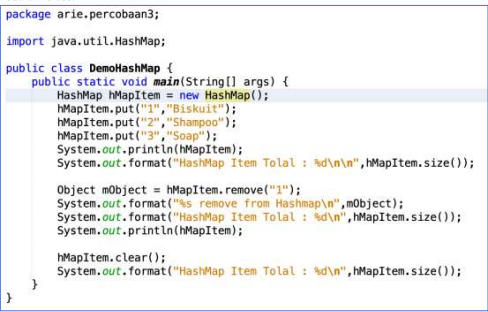 package arie.percobaan3;
import java.util.HashMap;
public class DemoHashMap {
public static void main(String[] args) {
HashMap hMapItem = new HashMap();
hMapItem.put("1","Biskuit");
hMapItem.put("2","Shampoo");
hMapItem.put("3","Soap");
System.out.println(hMapItem);
System.out.format("HashMap Item Tolal : %d\n\n",hMapItem.size());
Object mObject = hMapItem.remove("1");
System.out.format("%s remove from Hashmap\n",mObject);
System.out.format("HashMap Item Tolal : %d\n",hMapItem.size());
System.out.println(hMapItem);
hMapItem.clear();
System.out.format("HashMap Item Tolal : %d\n",hMapItem.size());
}
}